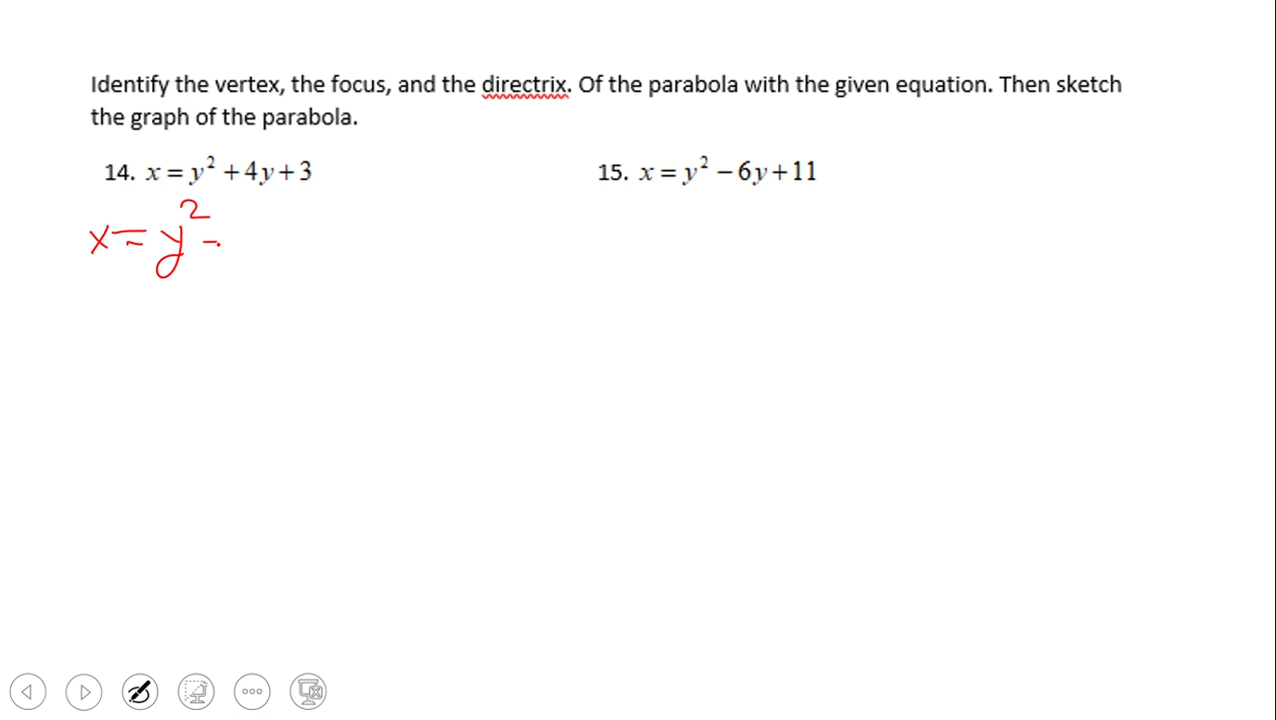 Identify the vertex, the focus, and the directrix. Of the parabola with the given equation. Then sketch
the graph of the parabola.
14. x = y² + 4y + 3
15. x = y² − 6y + 11
x = y² -